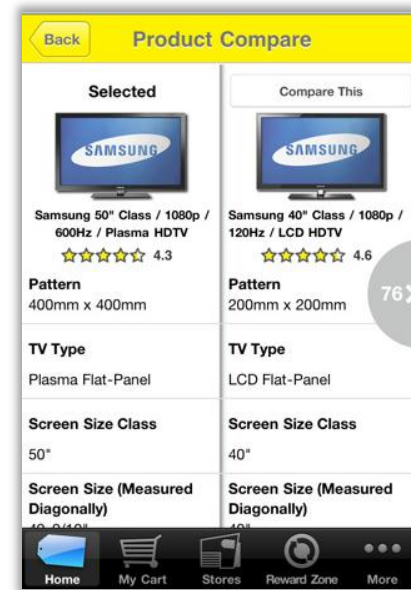 Back
Product Compare
Selected
Compare This
SAMSUNG
SAMSUNG
Samsung 50" Class / 1080p /
600Hz / Plasma HDTV
Samsung 40" Class / 1080p /
120Hz / LCD HDTV
4.3
4.6
Pattern
400mm x 400mm
Pattern
200mm x 200mm
76
TV Type
Plasma Flat-Panel
TV Type
LCD Flat-Panel
Screen Size Class
50"
Screen Size Class
40"
Screen Size (Measured
Diagonally)
Screen Size (Measured
Diagonally)
Home
My Cart
Stores
Reward Zone
More